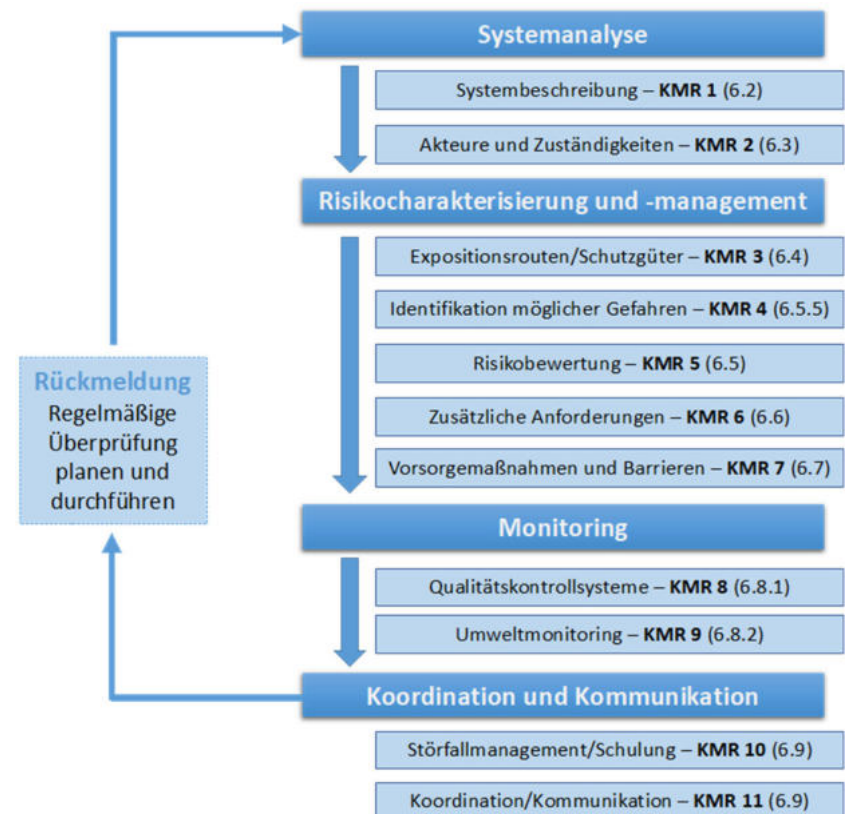 Systemanalyse
Systembeschreibung – KMR 1 (6.2)
Akteure und Zuständigkeiten – KMR 2 (6.3)
Risikocharakterisierung und -management
Expositionsrouten/Schutzgüter – KMR 3 (6.4)
Identifikation möglicher Gefahren – KMR 4 (6.5.5)
Risikobewertung – KMR 5 (6.5)
Zusätzliche Anforderungen – KMR 6 (6.6)
Vorsorgemaßnahmen und Barrieren – KMR 7 (6.7)
Monitoring
Qualitätskontrollsysteme – KMR 8 (6.8.1)
Umweltmonitoring – KMR 9 (6.8.2)
Koordination und Kommunikation
Störfallmanagement/Schulung – KMR 10 (6.9)
Koordination/Kommunikation – KMR 11 (6.9)
Rückmeldung
Regelmäßige
Überprüfung
planen und
durchführen